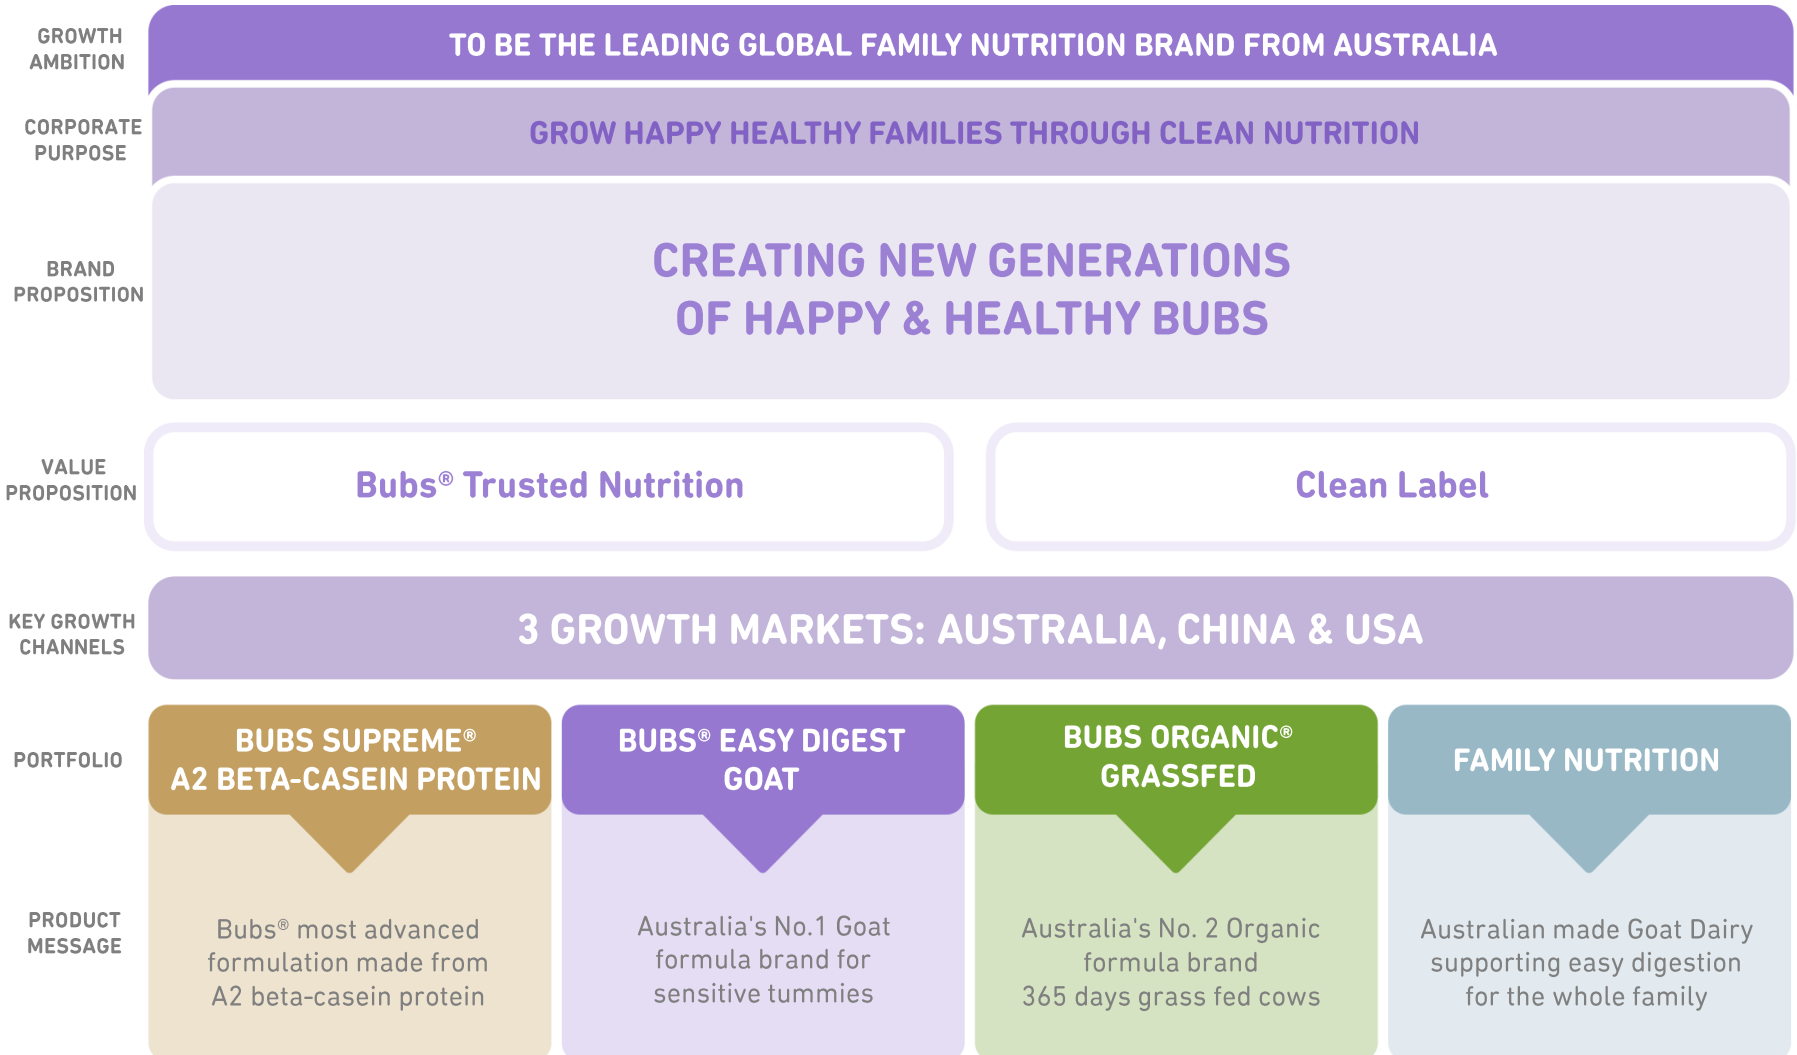 GROWTH
AMBITION
TO BE THE LEADING GLOBAL FAMILY NUTRITION BRAND FROM AUSTRALIA
CORPORATE
PURPOSE
GROW HAPPY HEALTHY FAMILIES THROUGH CLEAN NUTRITION
BRAND
PROPOSITION
CREATING NEW GENERATIONS
OF HAPPY & HEALTHY BUBS
VALUE
PROPOSITION
Bubs® Trusted Nutrition
Clean Label
KEY GROWTH
CHANNELS
3 GROWTH MARKETS: AUSTRALIA, CHINA & USA
PORTFOLIO
BUBS SUPREME®
A2 BETA-CASEIN PROTEIN
BUBS® EASY DIGEST
GOAT
BUBS ORGANIC®
GRASSFED
FAMILY NUTRITION
PRODUCT
MESSAGE
Bubs® most advanced
formulation made from
A2 beta-casein protein
Australia's No.1 Goat
formula brand for
sensitive tummies
Australia's No. 2 Organic
formula brand
365 days grass fed cows
Australian made Goat Dairy
supporting easy digestion
for the whole family